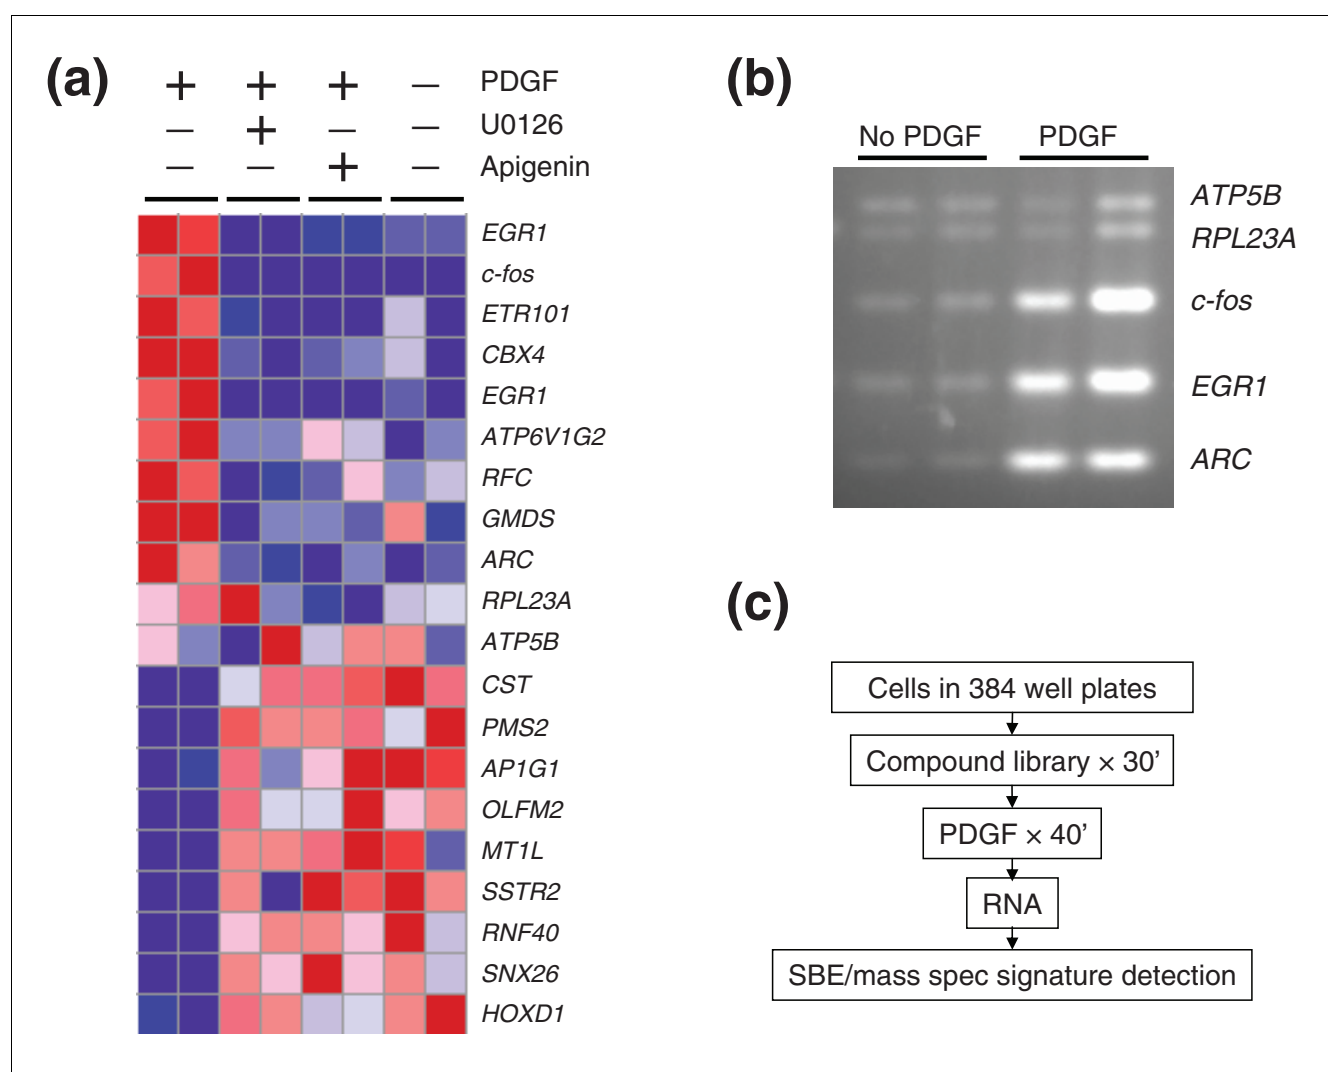 (a)
+ + + – PDGF
– + – – U0126
– – + – Apigenin
EGR1
c-fos
ETR101
CBX4
EGR1
ATP6V1G2
RFC
GMDS
ARC
RPL23A
ATP5B
CST
PMS2
AP1G1
OLFM2
MT1L
SSTR2
RNF40
SNX26
HOXD1
(b)
No PDGF PDGF
ATP5B
RPL23A
c-fos
EGR1
ARC
(c)
Cells in 384 well plates
Compound library × 30’
PDGF × 40’
RNA
SBE/mass spec signature detection